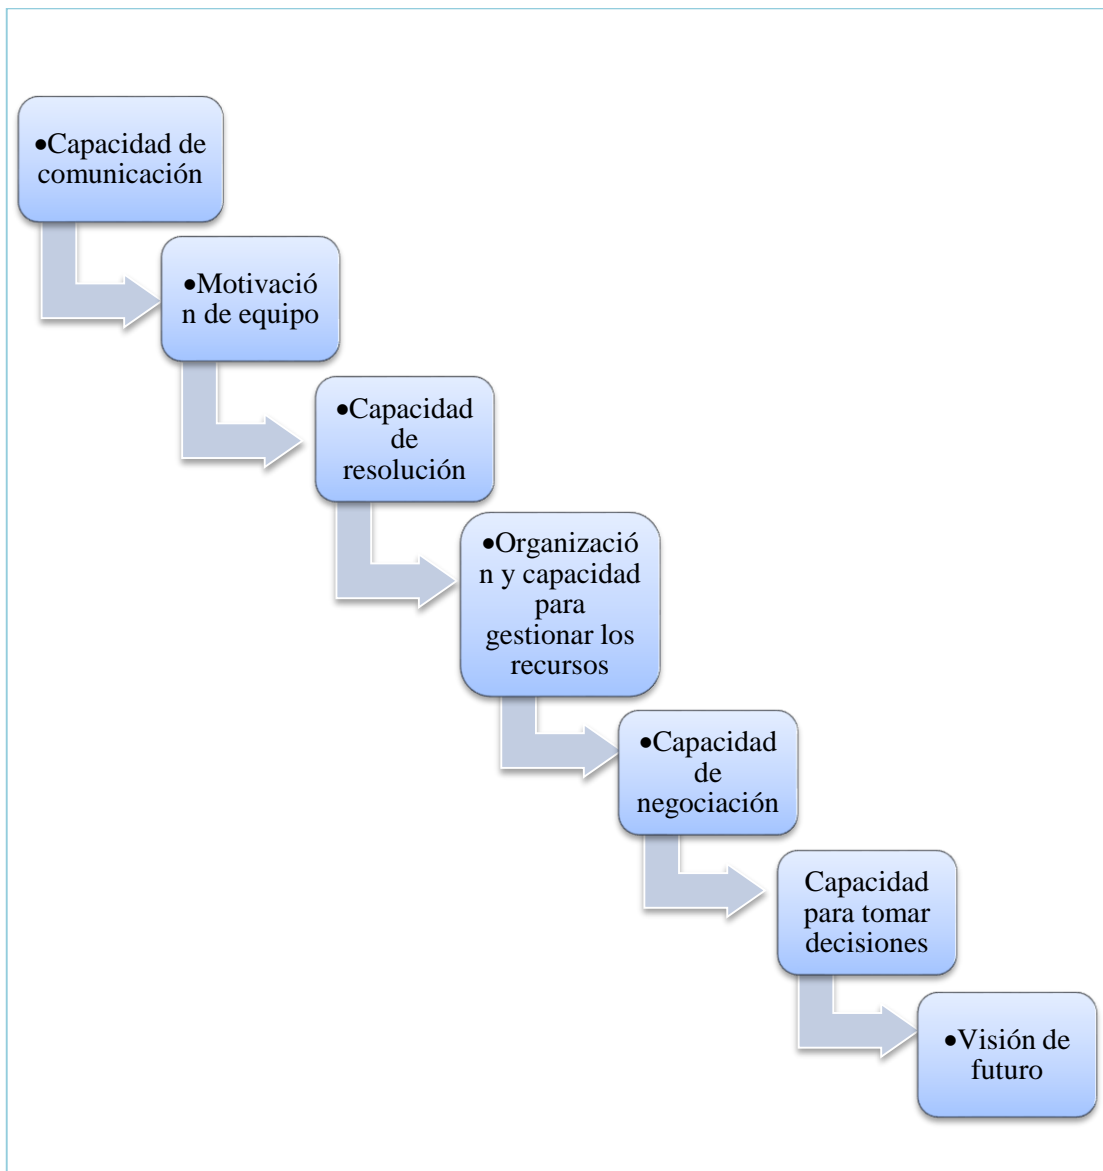 •Capacidad de
comunicación
•Motivació
n de equipo
•Capacidad
de
resolución
•Organizació
n y capacidad
para
gestionar los
recursos
•Capacidad
de
negociación
Capacidad
para tomar
decisiones
•Visión de
futuro